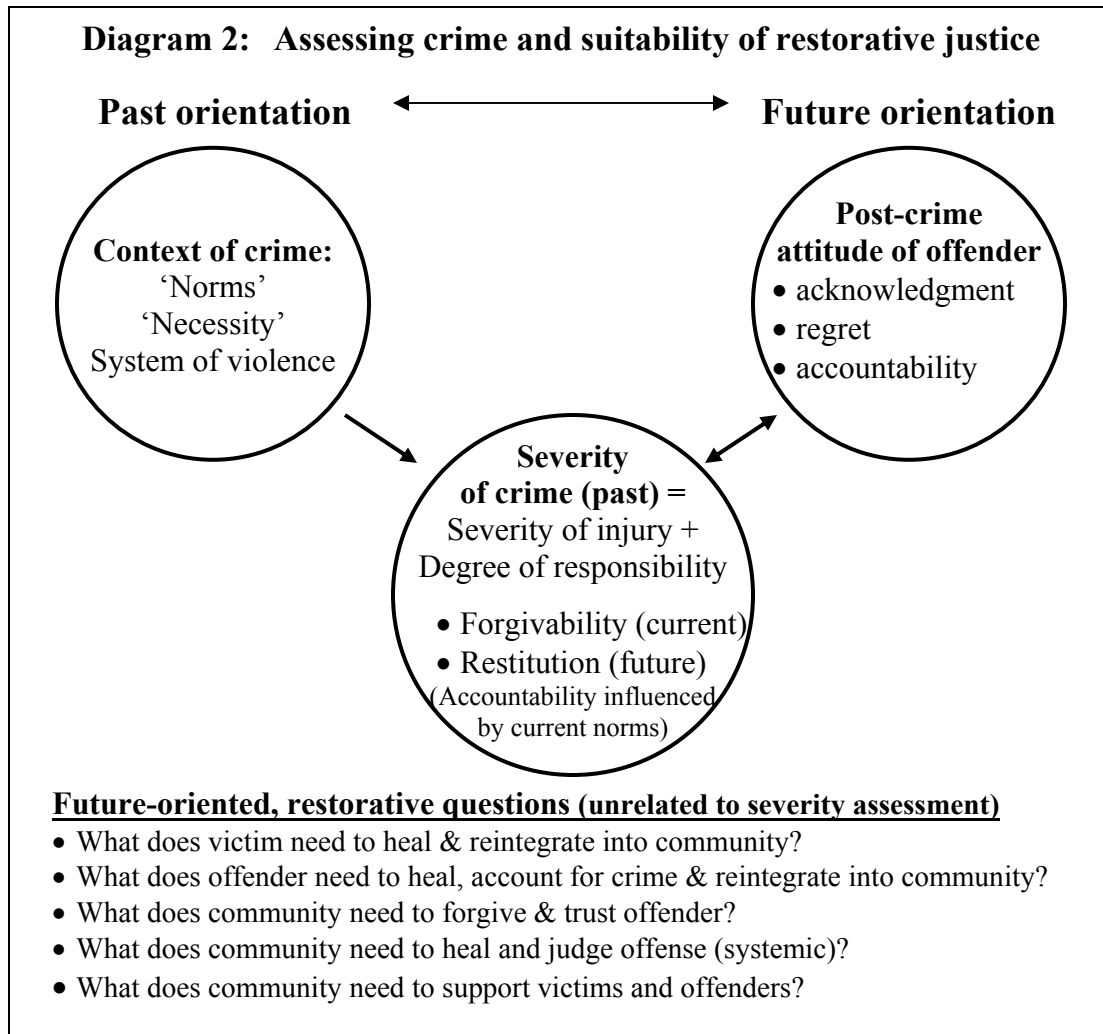 Diagram 2: Assessing crime and suitability of restorative justice
Past orientation
Future orientation
Context of crime:
‘Norms’
‘Necessity’
System of violence
Post-crime
attitude of offender
• acknowledgment
• regret
• accountability
Severity
of crime (past) =
Severity of injury +
Degree of responsibility
• Forgivability (current)
• Restitution (future)
(Accountability influenced
by current norms)
Future-oriented, restorative questions (unrelated to severity assessment)
• What does victim need to heal & reintegrate into community?
• What does offender need to heal, account for crime & reintegrate into community?
• What does community need to forgive & trust offender?
• What does community need to heal and judge offense (systemic)?
• What does community need to support victims and offenders?